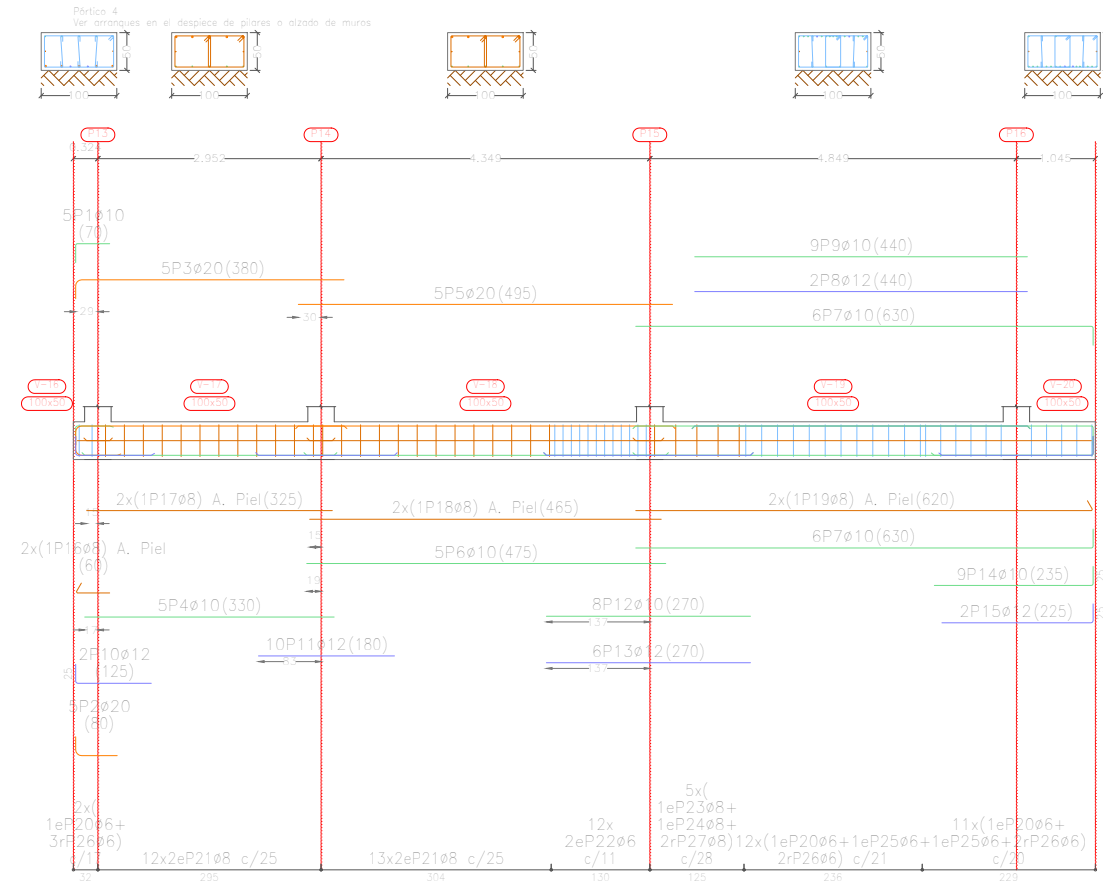 Pórtico 4
Ver arranques en el despiece de pilares o alzado de muros
100
100
100
100
100
P13
P14
P15
P16
0.324
2.952
4.349
4.849
1.045
5P1ø10
(70)
9P9ø10(440)
5P3ø20(380)
2P8ø12(440)
5P5ø20(495)
29
30
6P7ø10(630)
V-16
V-17
V-18
V-19
V-20
100x50
100x50
100x50
100x50
100x50
2x(1P17ø8) A. Piel(325)
2x(1P18ø8) A. Piel(465)
2x(1P19ø8) A. Piel(620)
15
6P7ø10(630)
2x(1P16ø8) A. Piel
(60)
5P6ø10(475)
19
9P14ø10(235)
5P4ø10(330)
8P12ø10(270)
2P15ø12(225)
137
17
10P11ø12(180)
2P10ø12
(125)
25
6P13ø12(270)
137
5P2ø20
(80)
2x(
1eP20ø6+
3rP26ø6)
c/17
12x2eP21ø8 c/25
13x2eP21ø8 c/25
12x
2eP22ø6
c/11
5x(
1eP23ø8+
1eP24ø8+
2rP27ø8)
c/28
12x(1eP20ø6+1eP25ø6+
2rP26ø6) c/21
11x(1eP20ø6+
1eP25ø6+2rP26ø6)
c/20
32
295
304
130
125
236
229